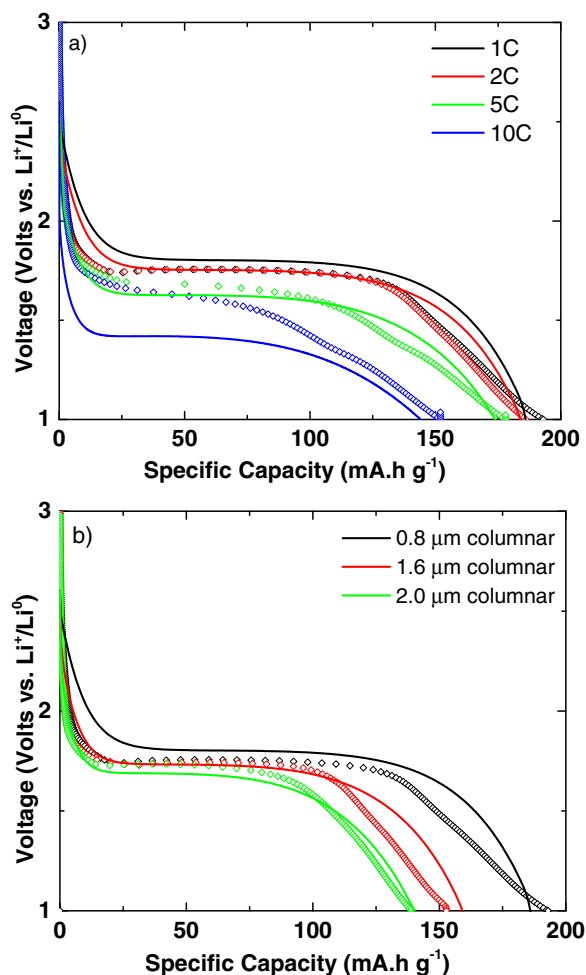 a)
3
2
1
Voltage (Volts vs. Li⁺/Li⁰)
1C
2C
5C
10C
0 50 100 150 200
Specific Capacity (mA.h g⁻¹)
b)
3
2
1
Voltage (Volts vs. Li⁺/Li⁰)
0.8 μm columnar
1.6 μm columnar
2.0 μm columnar
0 50 100 150 200
Specific Capacity (mA.h g⁻¹)